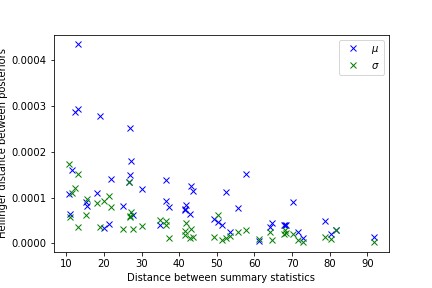 Hellinger distance between posteriors
0.0004
0.0003
0.0002
0.0001
0.0000
10 20 30 40 50 60 70 80 90
Distance between summary statistics
μ
σ